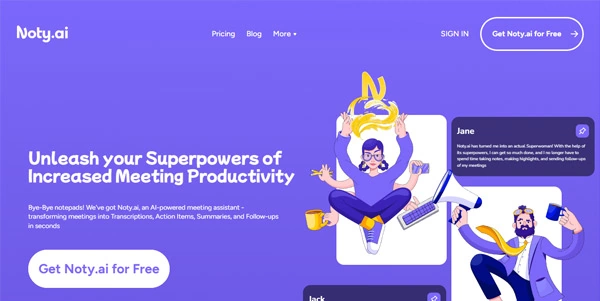 Noty.ai
Pricing
Blog
More
SIGN IN
Get Noty.ai for Free
Unleash your Superpowers of
Increased Meeting Productivity
Bye-Bye notepads! We've got Noty.ai, an AI-powered meeting assistant -
transforming meetings into Transcriptions, Action Items, Summaries, and Follow-ups
in seconds
Get Noty.ai for Free
N
Jane
Noty.ai has turned me into an actual Superwoman! With the help of
its superpowers, I can get so much done, and I no longer have to
spend time taking notes, making highlights, and sending follow-ups
of my meetings
Jack